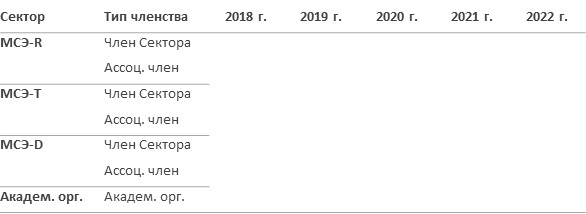 Сектор Тип членства 2018 г. 2019 г. 2020 г. 2021 г. 2022 г.
МСЭ-R Член Сектора
Ассоц. член
МСЭ-T Член Сектора
Ассоц. член
МСЭ-D Член Сектора
Ассоц. член
Академ. орг. Академ. орг.